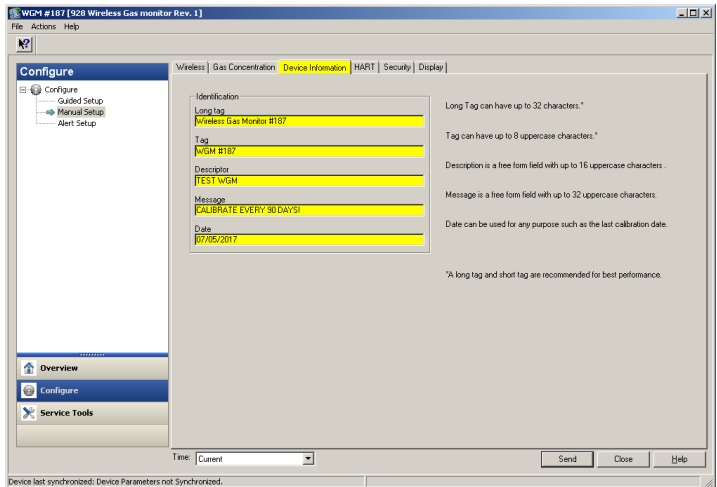 WGM #187 [928 Wireless Gas monitor Rev. 1]
File Actions Help
Configure
Configure
Guided Setup
Manual Setup
Alert Setup
Overview
Configure
Service Tools
Wireless Gas Concentration Device Information HART Security Display
Identification
Long tag
Wireless Gas Monitor #187
Tag
WGM #187
Descriptor
TEST WGM
Message
CALIBRATE EVERY 90 DAYS!
Date
07/05/2017
Long Tag can have up to 32 characters.*
Tag can have up to 8 uppercase characters.*
Description is a free form field with up to 16 uppercase characters .
Message is a free form field with up to 32 uppercase characters.
Date can be used for any purpose such as the last calibration date.
*A long tag and short tag are recommended for best performance.
Time: Current
Send Close Help
Device last synchronized: Device Parameters not Synchronized.